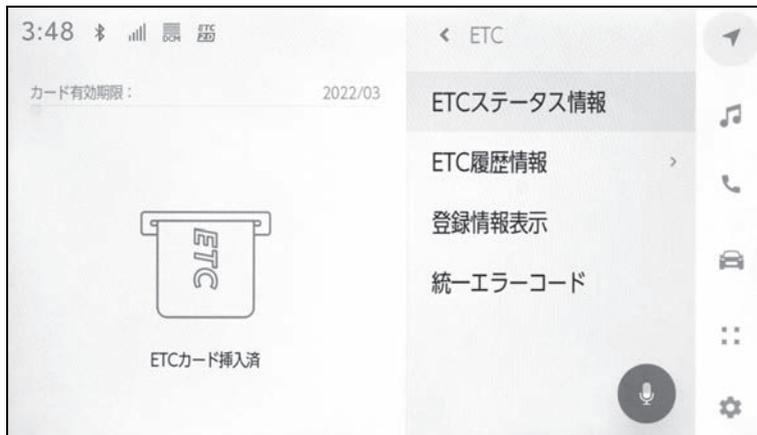 3:48
DCM
ETC
カード有効期限：
2022/03
ETC
ETCカード挿入済
ETC
ETCステータス情報
ETC履歴情報
登録情報表示
統一エラーコード